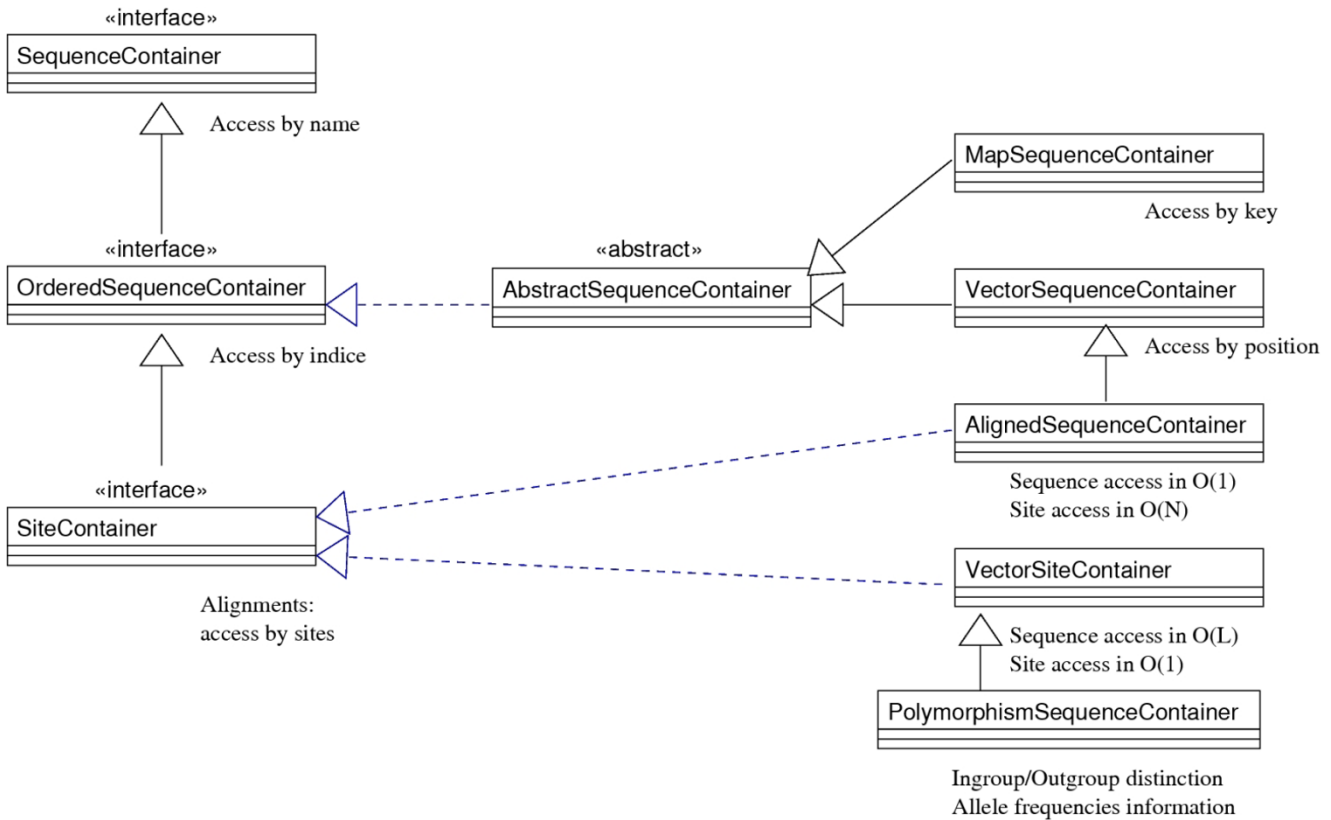 «interface»
SequenceContainer
Access by name
MapSequenceContainer
Access by key
«interface»
OrderedSequenceContainer
Access by indice
«abstract»
AbstractSequenceContainer
VectorSequenceContainer
Access by position
AlignedSequenceContainer
Sequence access in O(1)
Site access in O(N)
«interface»
SiteContainer
Alignments:
access by sites
VectorSiteContainer
Sequence access in O(L)
Site access in O(1)
PolymorphismSequenceContainer
Ingroup/Outgroup distinction
Allele frequencies information